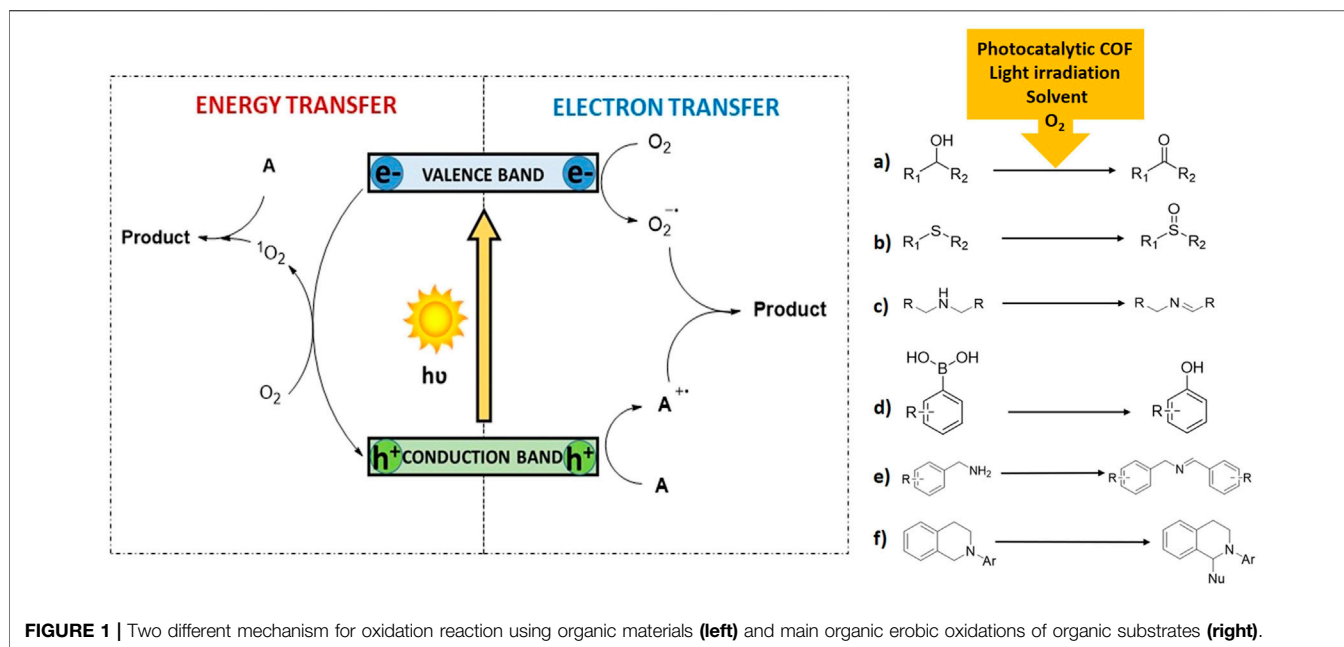 ENERGY TRANSFER
ELECTRON TRANSFER
A
Product
¹O₂
O₂
e-
VALENCE BAND
e-
hυ
h⁺
CONDUCTION BAND
h⁺
O₂
O₂⁻•
Product
A⁺•
A
Photocatalytic COF
Light irradiation
Solvent
O₂
a)
OH
R₁
R₂
O
R₁
R₂
b)
R₁
S
R₂
O
R₁
S
R₂
c)
R
H
N
R
R
N
R
d)
HO
B
OH
R
OH
R
e)
R
NH₂
R
N
R
f)
N
Ar
N
Ar
Nu
FIGURE 1 | Two different mechanism for oxidation reaction using organic materials (left) and main organic erobic oxidations of organic substrates (right).